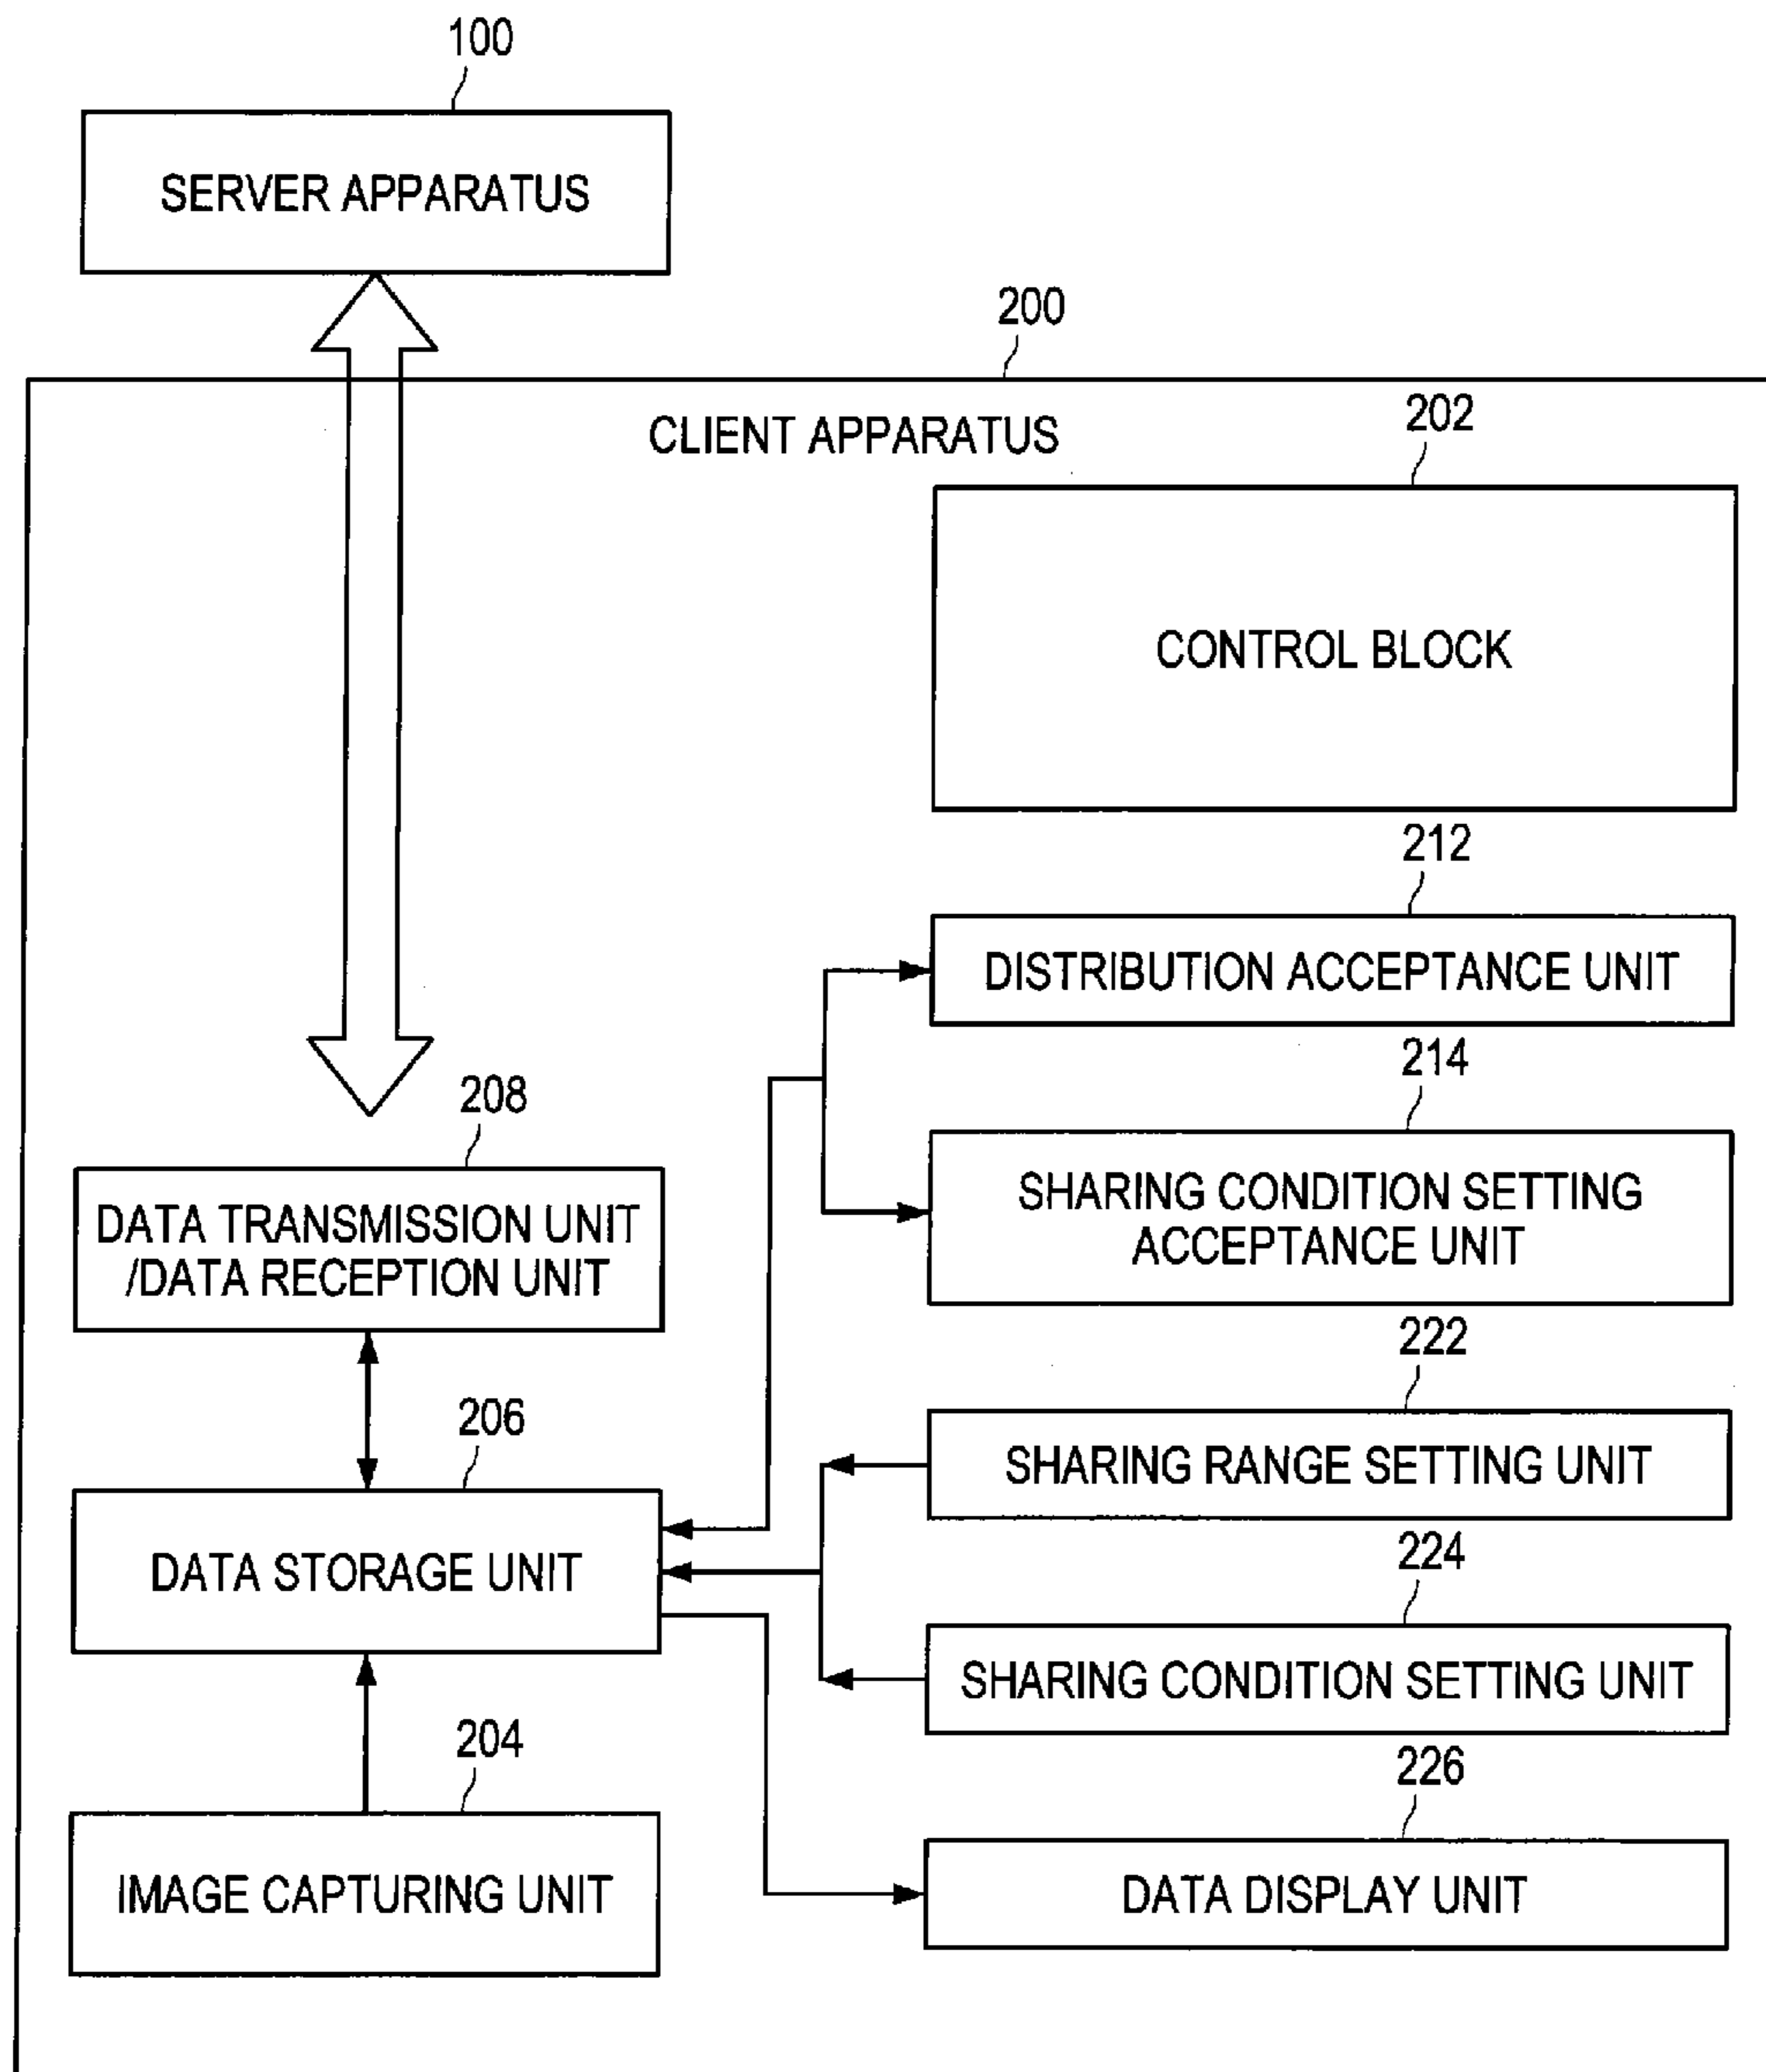 100
SERVER APPARATUS
200
CLIENT APPARATUS
202
CONTROL BLOCK
212
DISTRIBUTION ACCEPTANCE UNIT
214
SHARING CONDITION SETTING
ACCEPTANCE UNIT
208
DATA TRANSMISSION UNIT
/DATA RECEPTION UNIT
222
SHARING RANGE SETTING UNIT
206
DATA STORAGE UNIT
224
SHARING CONDITION SETTING UNIT
204
IMAGE CAPTURING UNIT
226
DATA DISPLAY UNIT